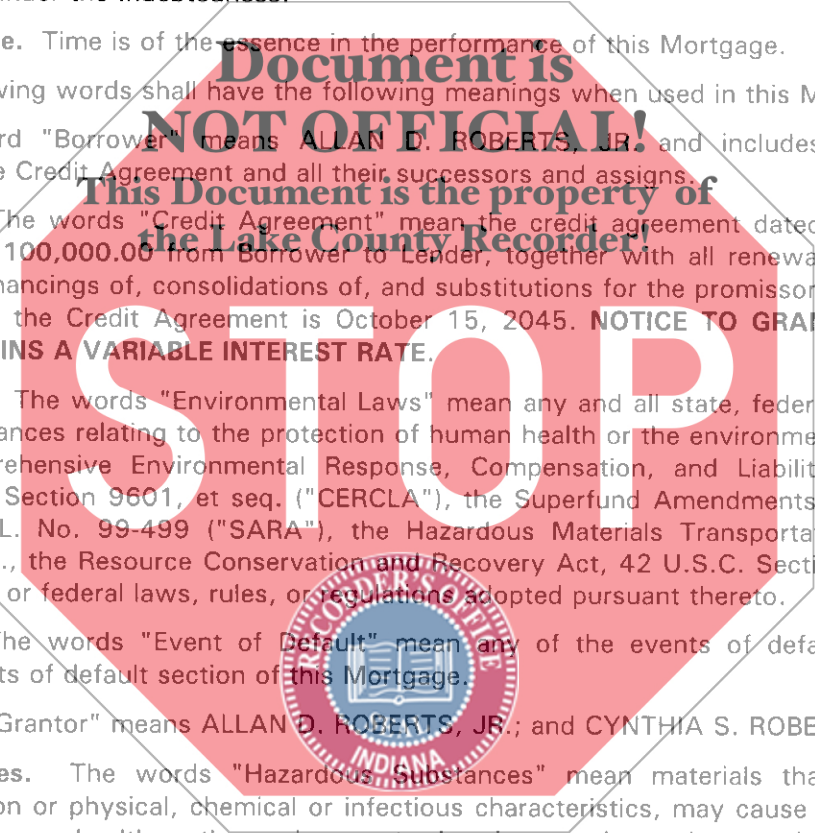 e. Time is of the essence in the performance of this Mortgage.
Document is
wing words shall have the following meanings when used in this M
NOT OFFICIAL!
rd "Borrower" means ALLAN D. ROBERTS, JR. and includes
e Credit Agreement and all their successors and assigns.
This Document is the property of
The words "Credit Agreement" mean the credit agreement dated
the Lake County Recorder!
100,000.00 from Borrower to Lender, together with all renewa
nancings of, consolidations of, and substitutions for the promissor
the Credit Agreement is October 15, 2045. NOTICE TO GRAN
INS A VARIABLE INTEREST RATE.
STOP
The words "Environmental Laws" mean any and all state, feder
ances relating to the protection of human health or the environme
rehensive Environmental Response, Compensation, and Liabilit
Section 9601, et seq. ("CERCLA"), the Superfund Amendments
L. No. 99-499 ("SARA"), the Hazardous Materials Transporta
., the Resource Conservation and Recovery Act, 42 U.S.C. Secti
or federal laws, rules, or regulations adopted pursuant thereto.
RECORDER'S OFFICE
The words "Event of Default" mean any of the events of defa
ts of default section of this Mortgage.
Grantor" means ALLAN D. ROBERTS, JR.; and CYNTHIA S. ROBE
SEAL
INDIANA
es. The words "Hazardous Substances" mean materials tha
on or physical, chemical or infectious characteristics, may cause